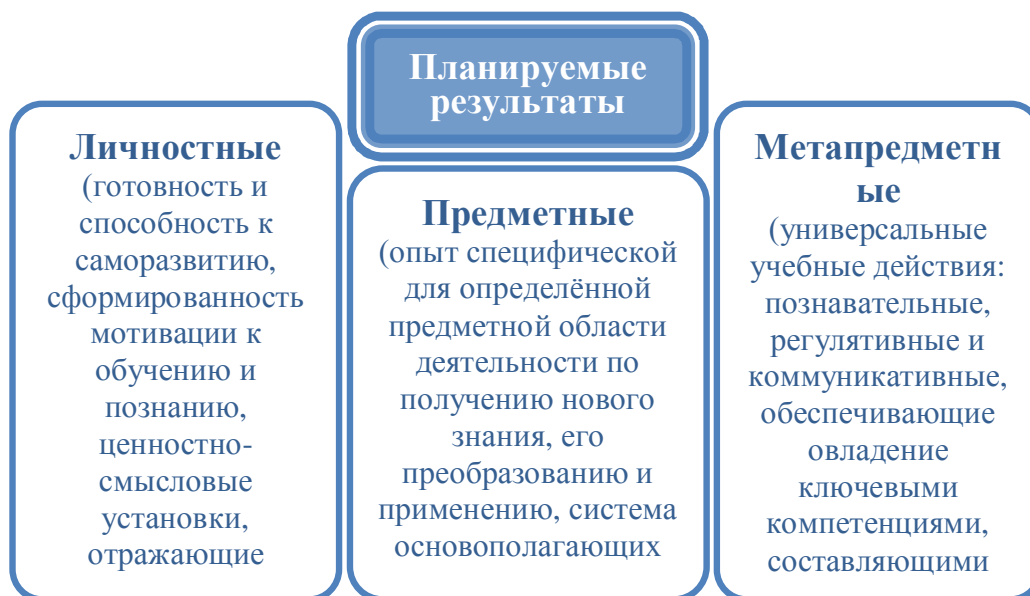 Планируемые
результаты
Личностные
(готовность и
способность к
саморазвитию,
сформированность
мотивации к
обучению и
познанию,
ценностно-
смысловые
установки,
отражающие
Предметные
(опыт специфической
для определённой
предметной области
деятельности по
получению нового
знания, его
преобразованию и
применению, система
основополагающих
Метапредметн
ые
(универсальные
учебные действия:
познавательные,
регулятивные и
коммуникативные,
обеспечивающие
овладение
ключевыми
компетенциями,
составляющими